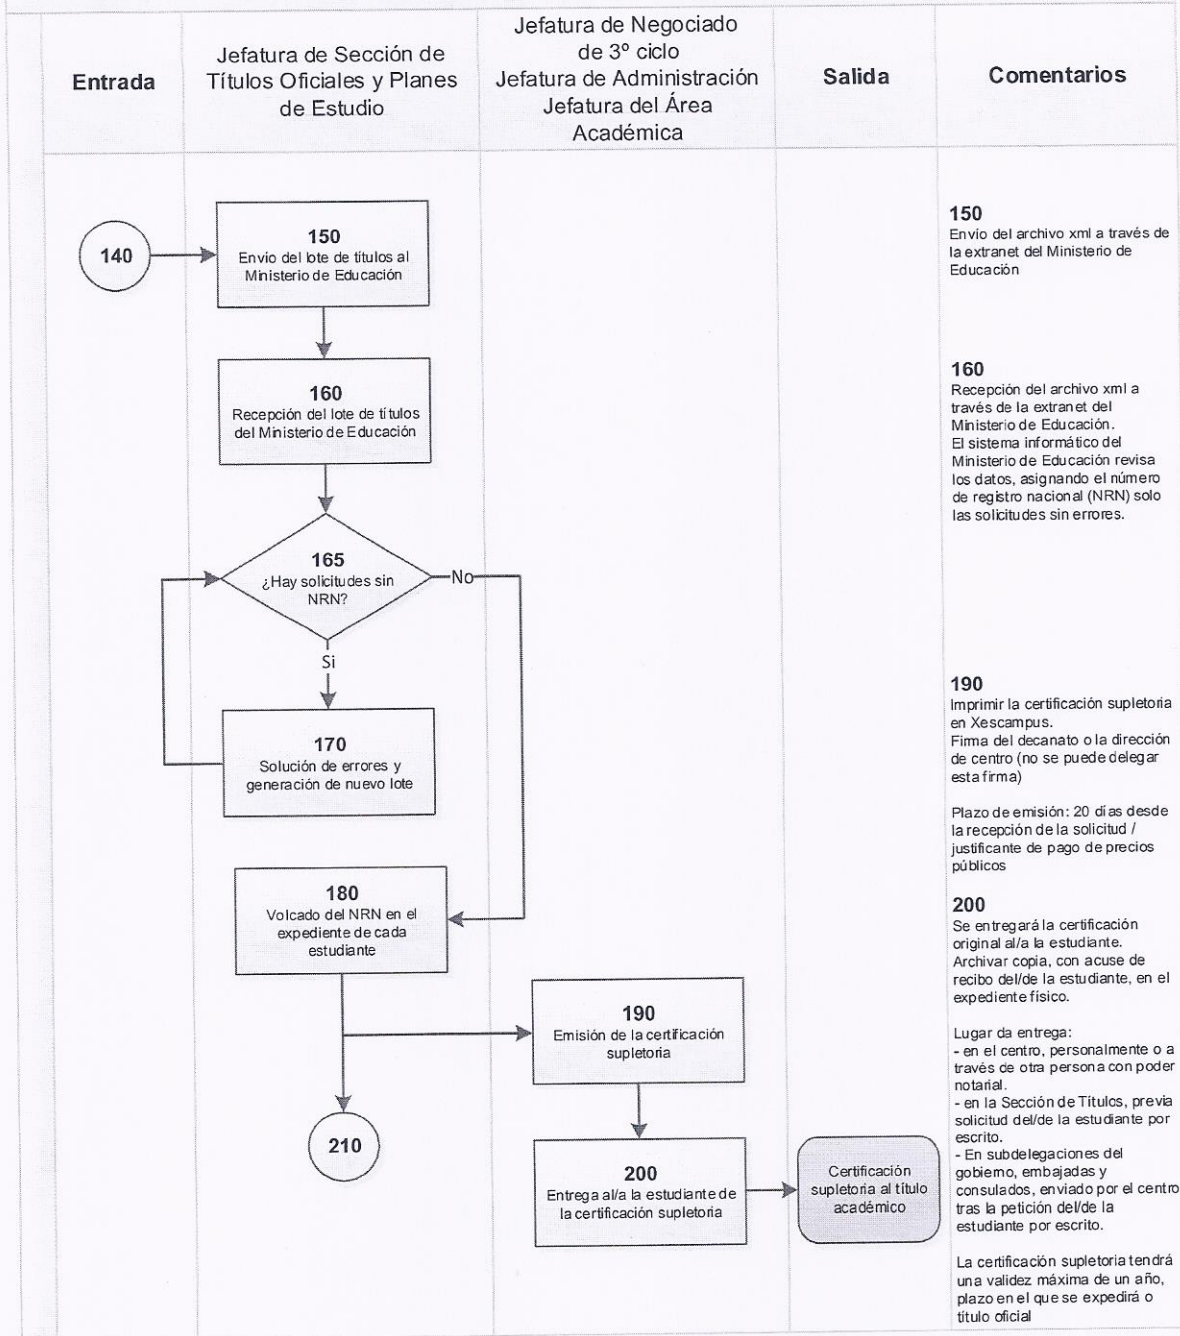 Entrada
Jefatura de Sección de
Títulos Oficiales y Planes
de Estudio
Jefatura de Negociado
de 3º ciclo
Jefatura de Administración
Jefatura del Área
Académica
Salida
Comentarios
140
150
Envio del lote de títulos al
Ministerio de Educación
160
Recepción del lote de títulos
del Ministerio de Educación
165
¿Hay solicitudes sin
NRN?
No
Si
170
Solución de errores y
generación de nuevo lote
180
Volcado del NRN en el
expediente de cada
estudiante
190
Emisión de la certificación
supletoria
210
200
Entrega al/a la estudiante de
la certificación supletoria
Certificación
supletoria al título
académico
150
Envio del archivo xml a través de
la extranet del Ministerio de
Educación
160
Recepción del archivo xml a
través de la extranet del
Ministerio de Educación.
El sistema informático del
Ministerio de Educación revisa
los datos, asignando el número
de registro nacional (NRN) solo
las solicitudes sin errores.
190
Imprimir la certificación supletoria
en Xescampus.
Firma del decanato o la dirección
de centro (no se puede delegar
esta firma)
Plazo de emisión: 20 días desde
la recepción de la solicitud /
justificante de pago de precios
públicos
200
Se entregará la certificación
original al/a la estudiante.
Archivar copia, con acuse de
recibo del/de la estudiante, en el
expediente físico.
Lugar da entrega:
- en el centro, personalmente o a
través de otra persona con poder
notarial.
- en la Sección de Títulos, previa
solicitud del/de la estudiante por
escrito.
- En subdelegaciones del
gobierno, embajadas y
consulados, enviado por el centro
tras la petición del/de la
estudiante por escrito.
La certificación supletoria tendrá
una validez máxima de un año,
plazo en el que se expedirá o
título oficial